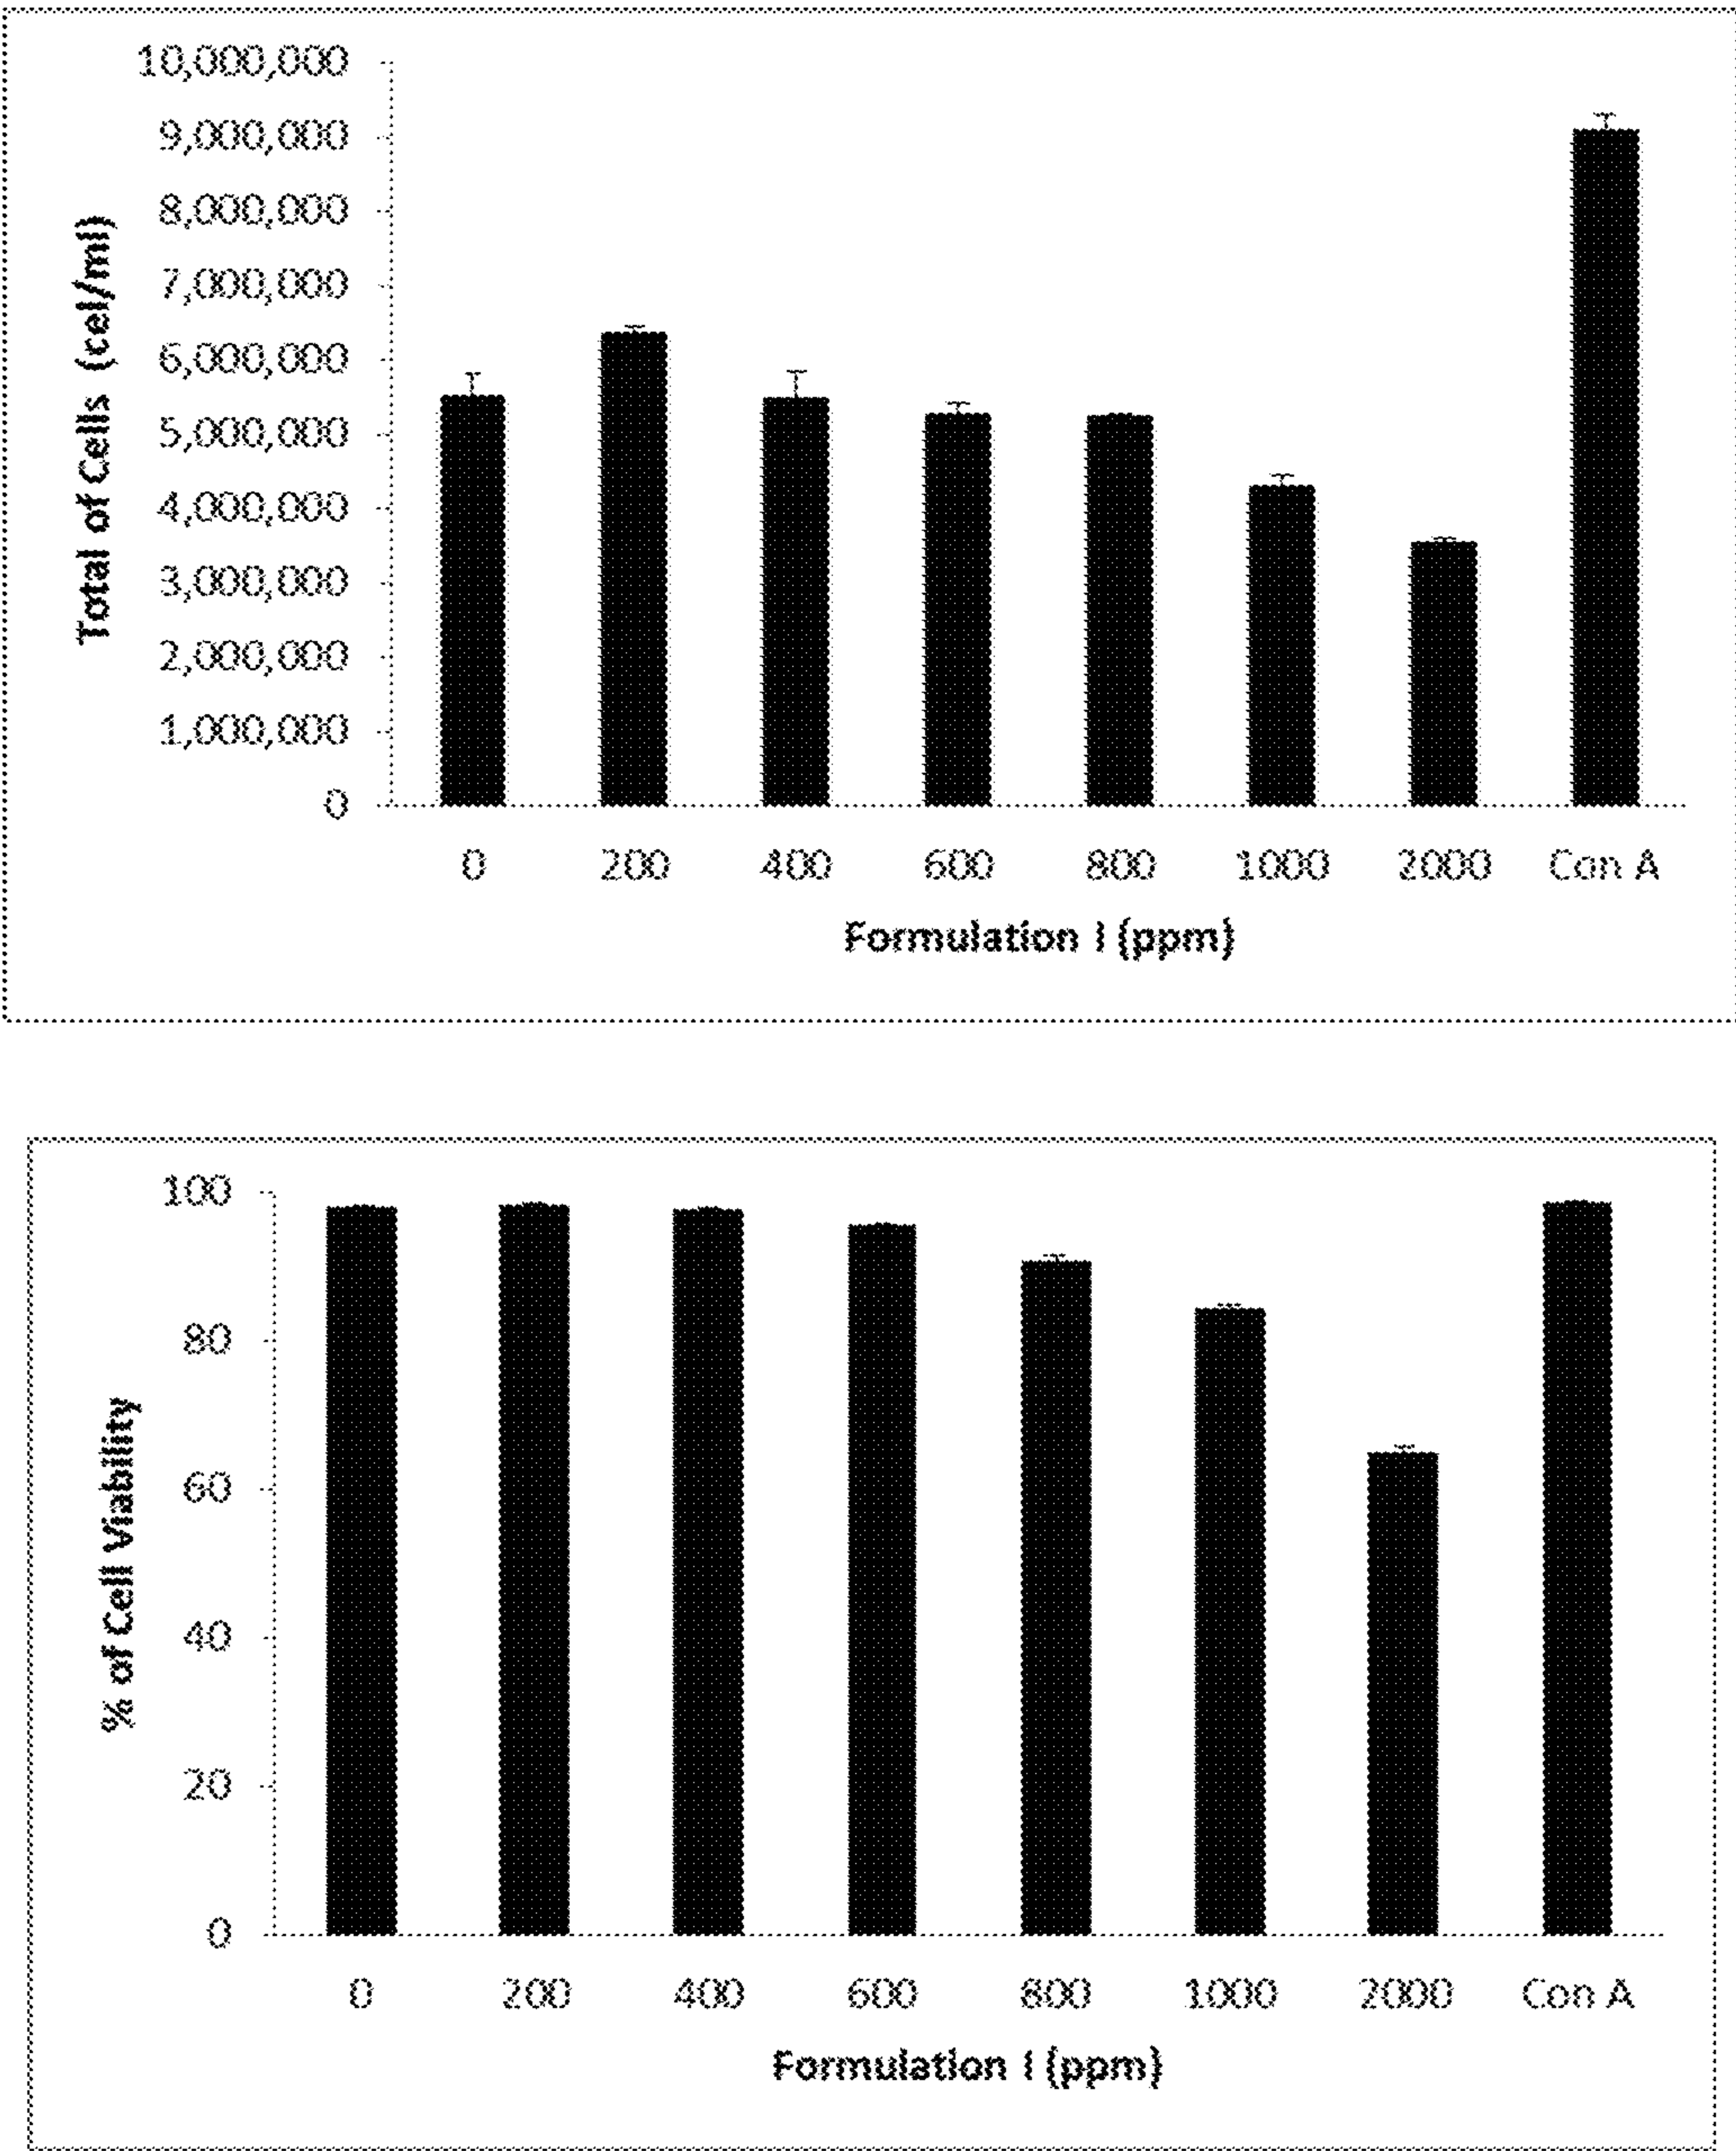 10,000,000
9,000,000
8,000,000
7,000,000
6,000,000
5,000,000
4,000,000
3,000,000
2,000,000
1,000,000
0
Total of Cells (cel/ml)
0 200 400 600 800 1000 2000 Con A
Formulation I (ppm)
100
80
60
40
20
0
% of Cell Viability
0 200 400 600 800 1000 2000 Con A
Formulation I (ppm)